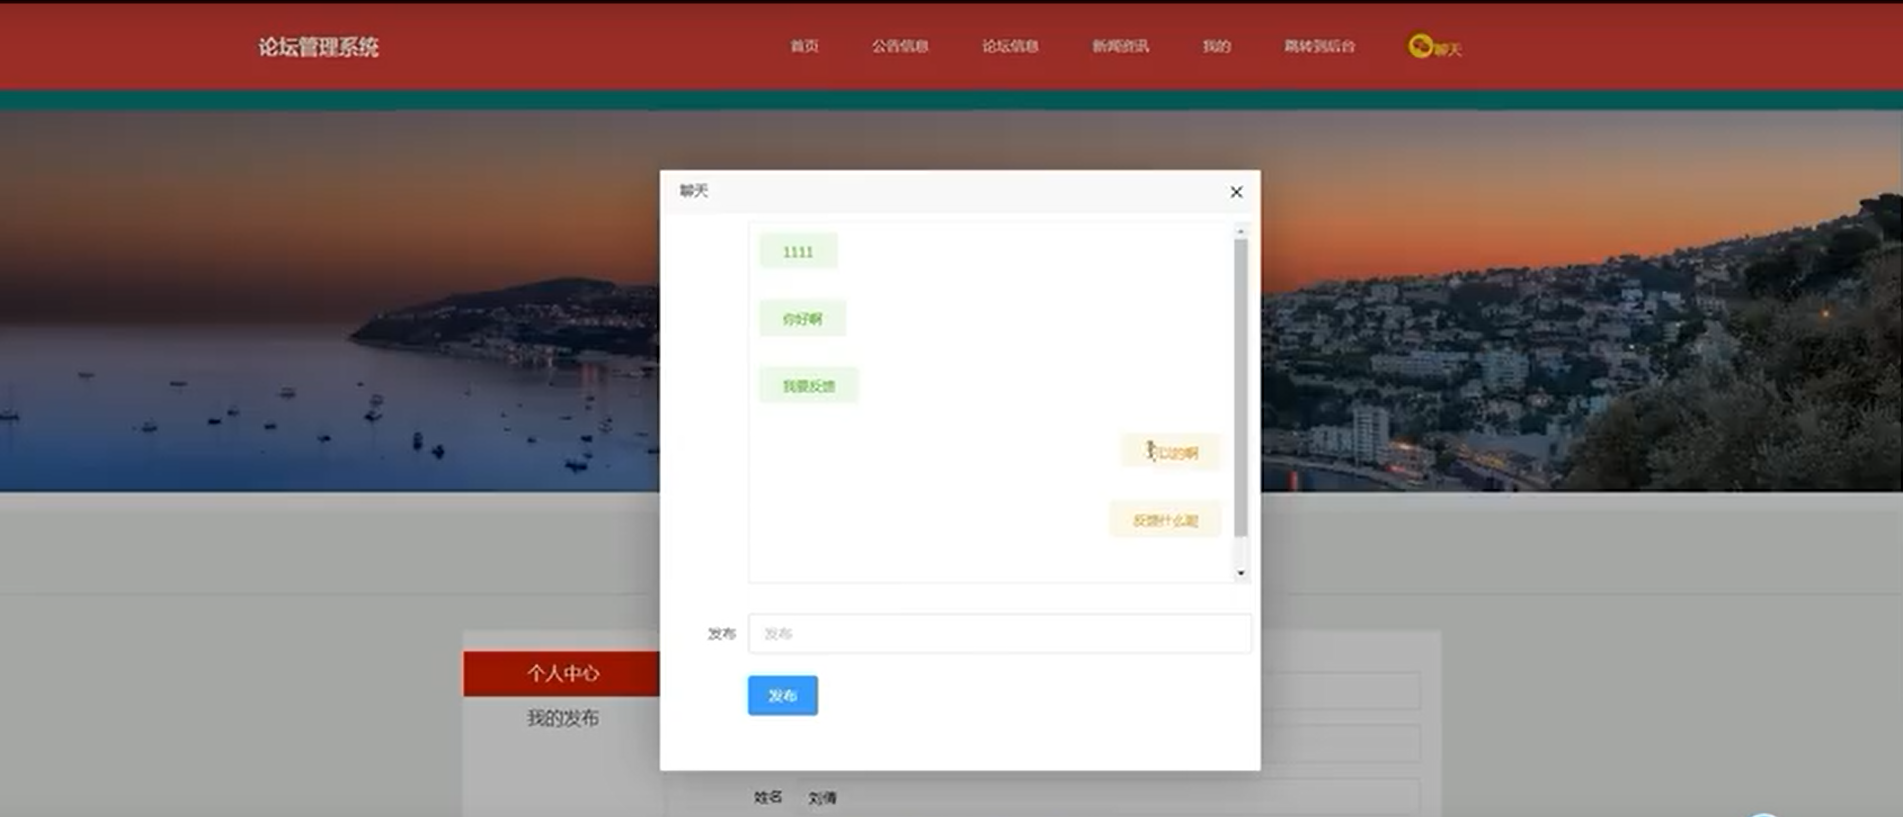 论坛管理系统
首页 公告信息 论坛信息 新闻资讯 我的 跳转到后台 聊天
聊天
1111
你好啊
我要反馈
以的啊
反馈什么呢
发布 发布
发布
个人中心
我的发布
姓名 刘倩